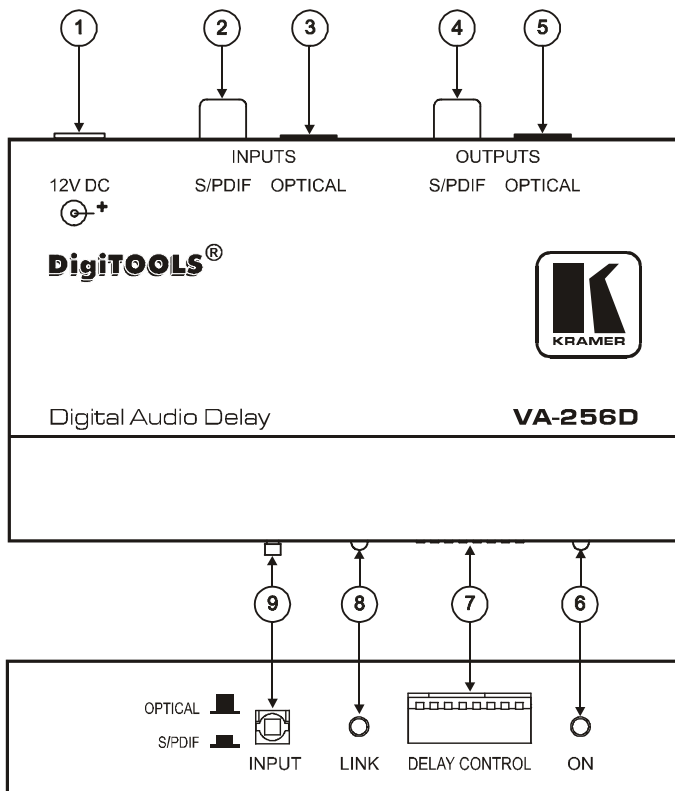 1 2 3 4 5
INPUTS OUTPUTS
12V DC S/PDIF OPTICAL S/PDIF OPTICAL
+
DigiTOOLS®
K
KRAMER
Digital Audio Delay VA-256D
9 8 7 6
OPTICAL
S/PDIF
INPUT LINK DELAY CONTROL ON